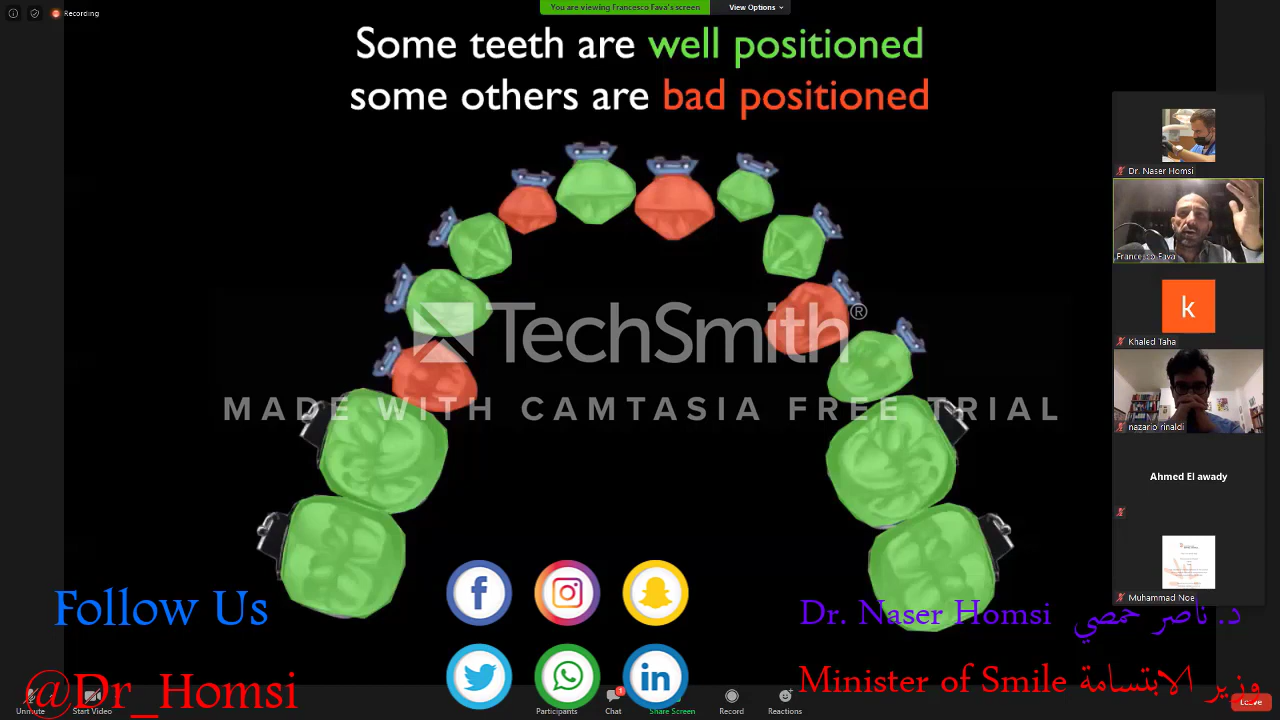 Recording
You are viewing Francesco Fava's screen
View Options
Some teeth are well positioned
some others are bad positioned
Dr. Naser Homsi
Francesco Fava
k
Khaled Taha
nazario rinaldi
Ahmed El awady
Muhammad Noe
TechSmith®
MADE WITH CAMTASIA FREE TRIAL
Follow Us
@Dr_Homsi
Dr. Naser Homsi د. ناصر حمصي
Minister of Smile وزير الابتسامة
Unmute
Start Video
Participants
Chat
1
Share Screen
Record
Reactions
Leave